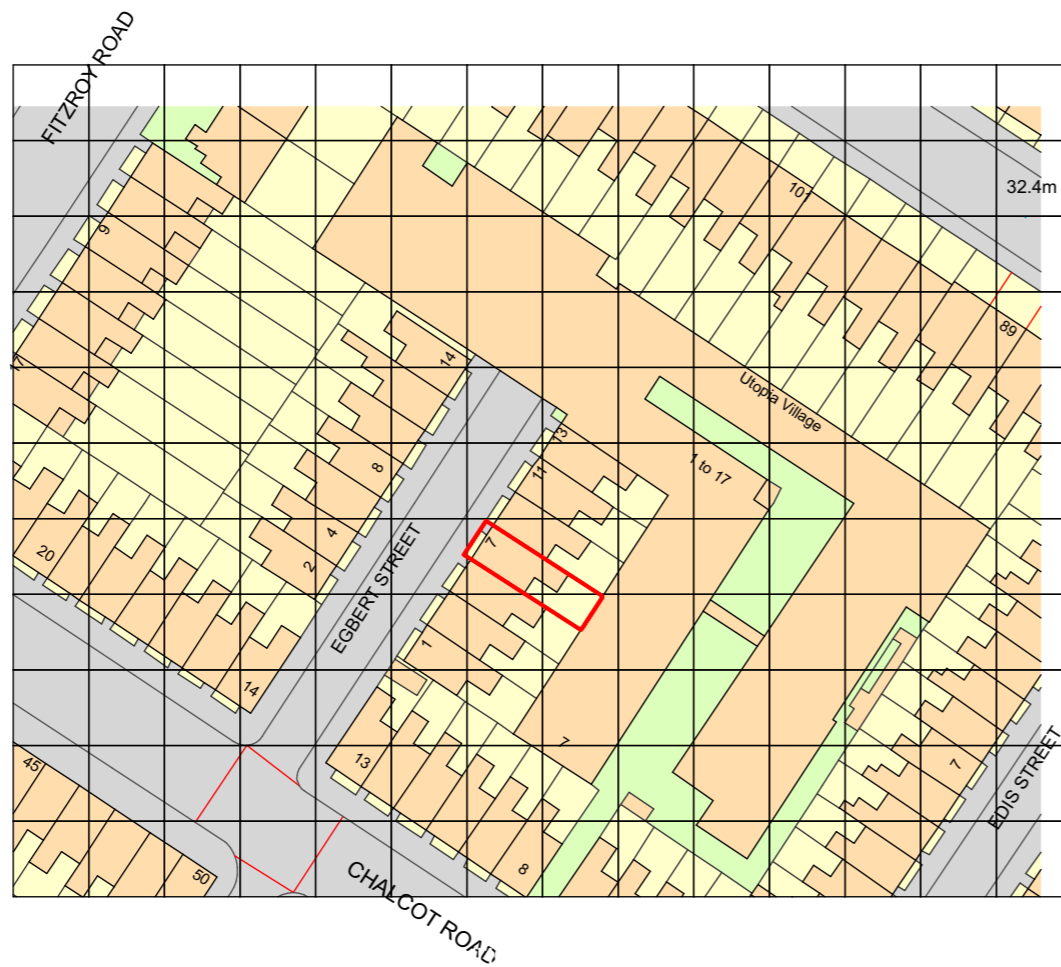 FITZROY ROAD
101
32.4m
9
89
17
14
Utopia Village
13
8
11
1 to 17
7
4
20
2
EGBERT STREET
1
14
7
13
7
45
EDIS STREET
50
8
CHALCOT ROAD